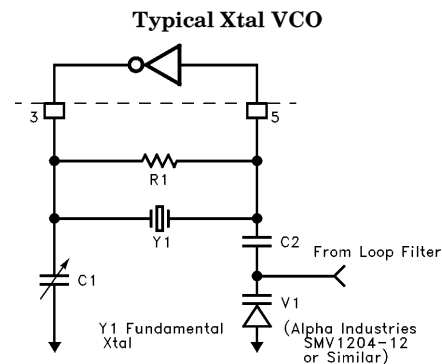 Typical Xtal VCO
3
5
R1
Y1
C2
From Loop Filter
C1
V1
Y1 Fundamental
Xtal
(Alpha Industries
SMV1204-12
or Similar)